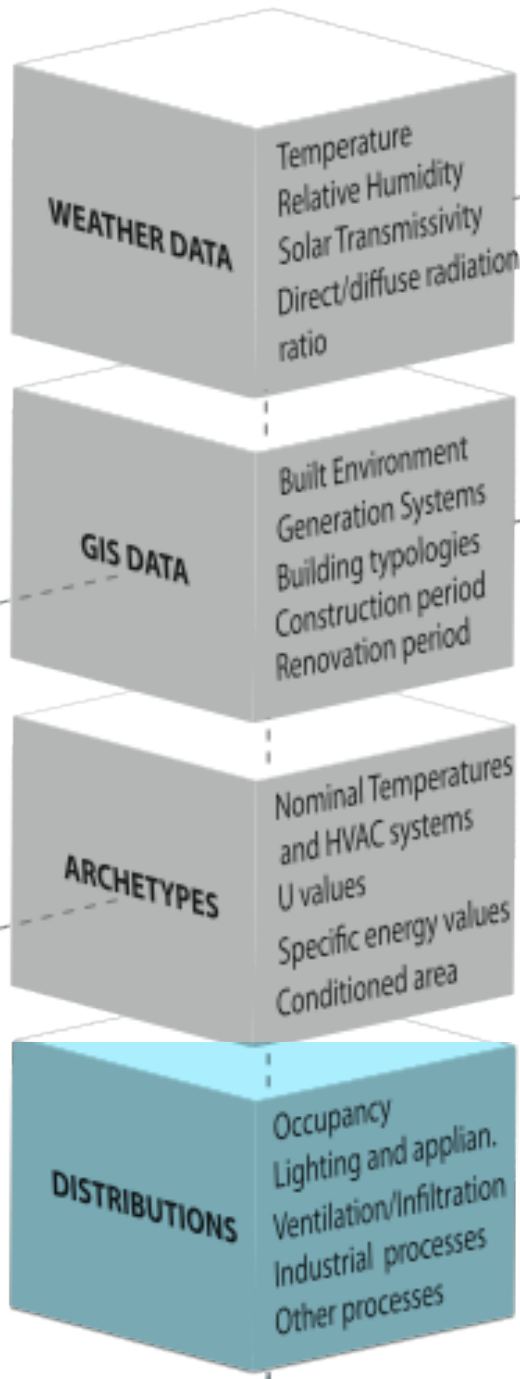 WEATHER DATA
Temperature
Relative Humidity
Solar Transmissivity
Direct/diffuse radiation
ratio
GIS DATA
Built Environment
Generation Systems
Building typologies
Construction period
Renovation period
ARCHETYPES
Nominal Temperatures
and HVAC systems
U values
Specific energy values
Conditioned area
DISTRIBUTIONS
Occupancy
Lighting and applian.
Ventilation/Infiltration
Industrial processes
Other processes